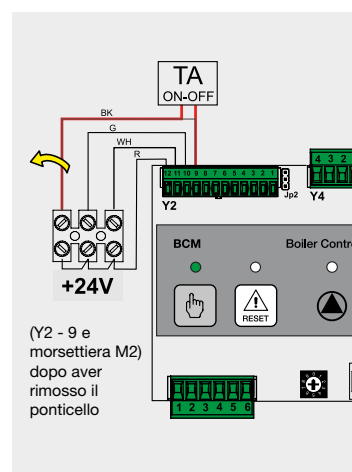 TA
ON-OFF
BK
G
WH
R
12 11 10 9 8 7 6 5 4 3 2 1
Y2
Jp2
4 3 2
Y4
+24V
BCM
Boiler Contro
RESET
(Y2 - 9 e
morsettiera M2)
dopo aver
rimosso il
ponticello
1 2 3 4 5 6